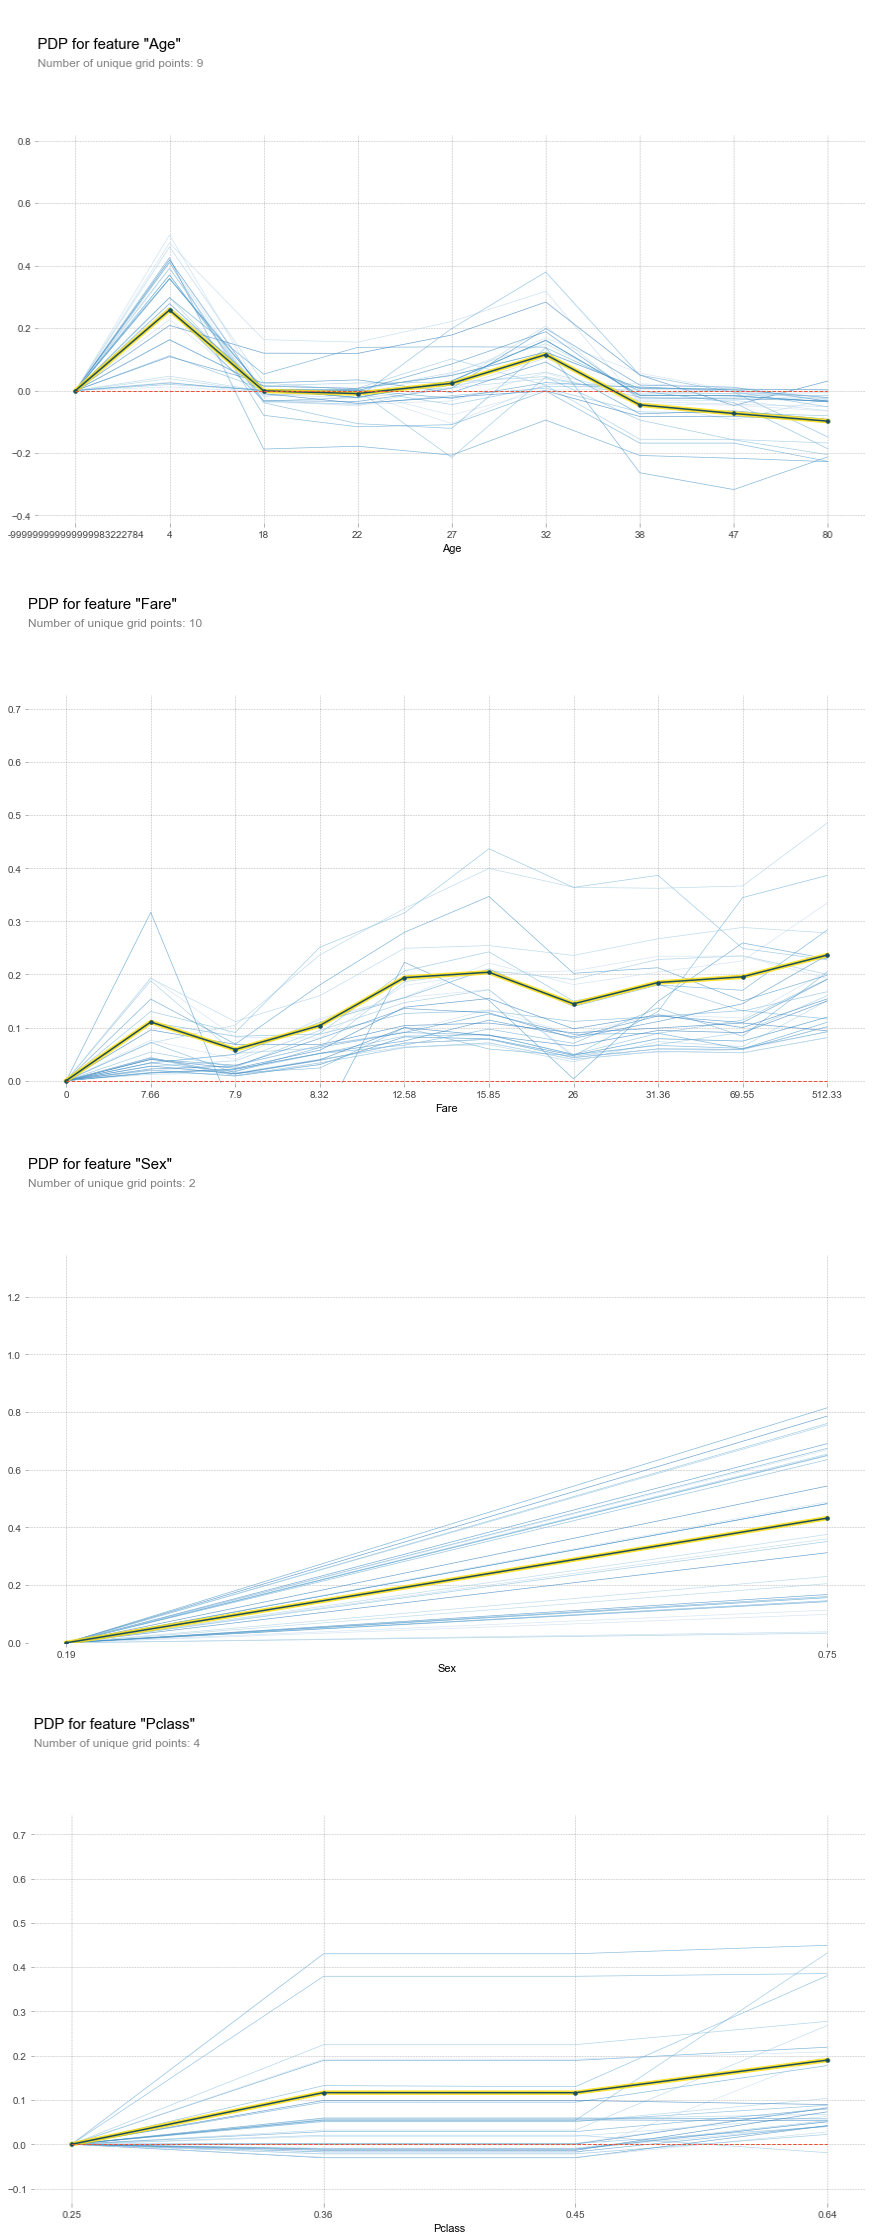 PDP for feature "Age"
Number of unique grid points: 9
0.8
0.6
0.4
0.2
0.0
−0.2
−0.4
4 18 22 27 32 38 47 80
Age
PDP for feature "Fare"
Number of unique grid points: 10
0.7
0.6
0.5
0.4
0.3
0.2
0.1
0.0
0 7.66 7.9 8.32 12.58 15.85 26 31.36 69.55 512.33
Fare
PDP for feature "Sex"
Number of unique grid points: 2
1.2
1.0
0.8
0.6
0.4
0.2
0.0
0.19 0.75
Sex
PDP for feature "Pclass"
Number of unique grid points: 4
0.7
0.6
0.5
0.4
0.3
0.2
0.1
0.0
−0.1
0.25 0.36 0.45 0.64
Pclass